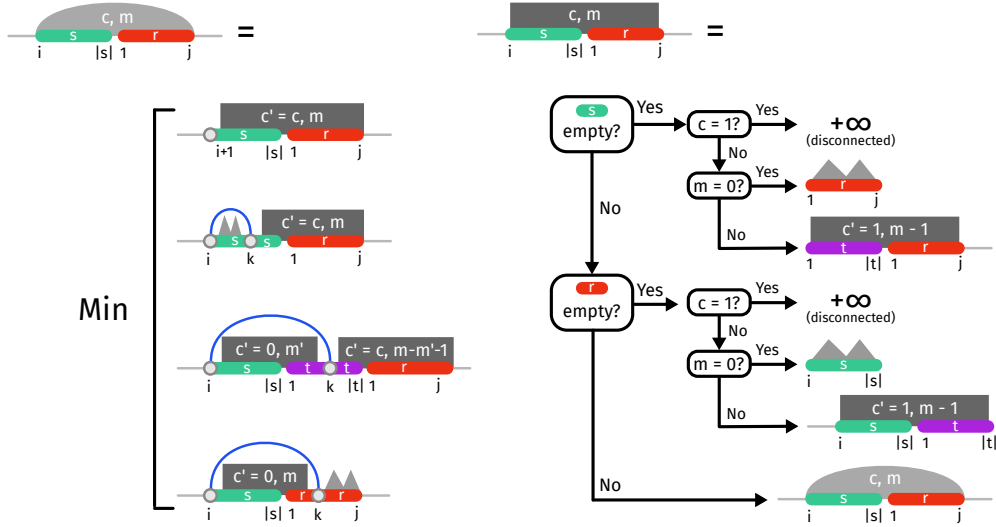 c, m
s r =
i |s| 1 j
Min
c' = c, m
s r
i+1 |s| 1 j
c' = c, m
s s r
i k 1 j
c' = 0, m' c' = c, m-m'-1
s t t r
i |s| 1 k |t| 1 j
c' = 0, m
s r r
i |s| 1 k j
c, m
s r =
i |s| 1 j
s
empty?
Yes
c = 1?
Yes
+∞
(disconnected)
No
m = 0?
Yes
r
1 j
No
c' = 1, m - 1
t r
1 |t| 1 j
No
r
empty?
Yes
c = 1?
Yes
+∞
(disconnected)
No
m = 0?
Yes
s
i |s|
No
c' = 1, m - 1
s t
i |s| 1 |t|
No
c, m
s r
i |s| 1 j